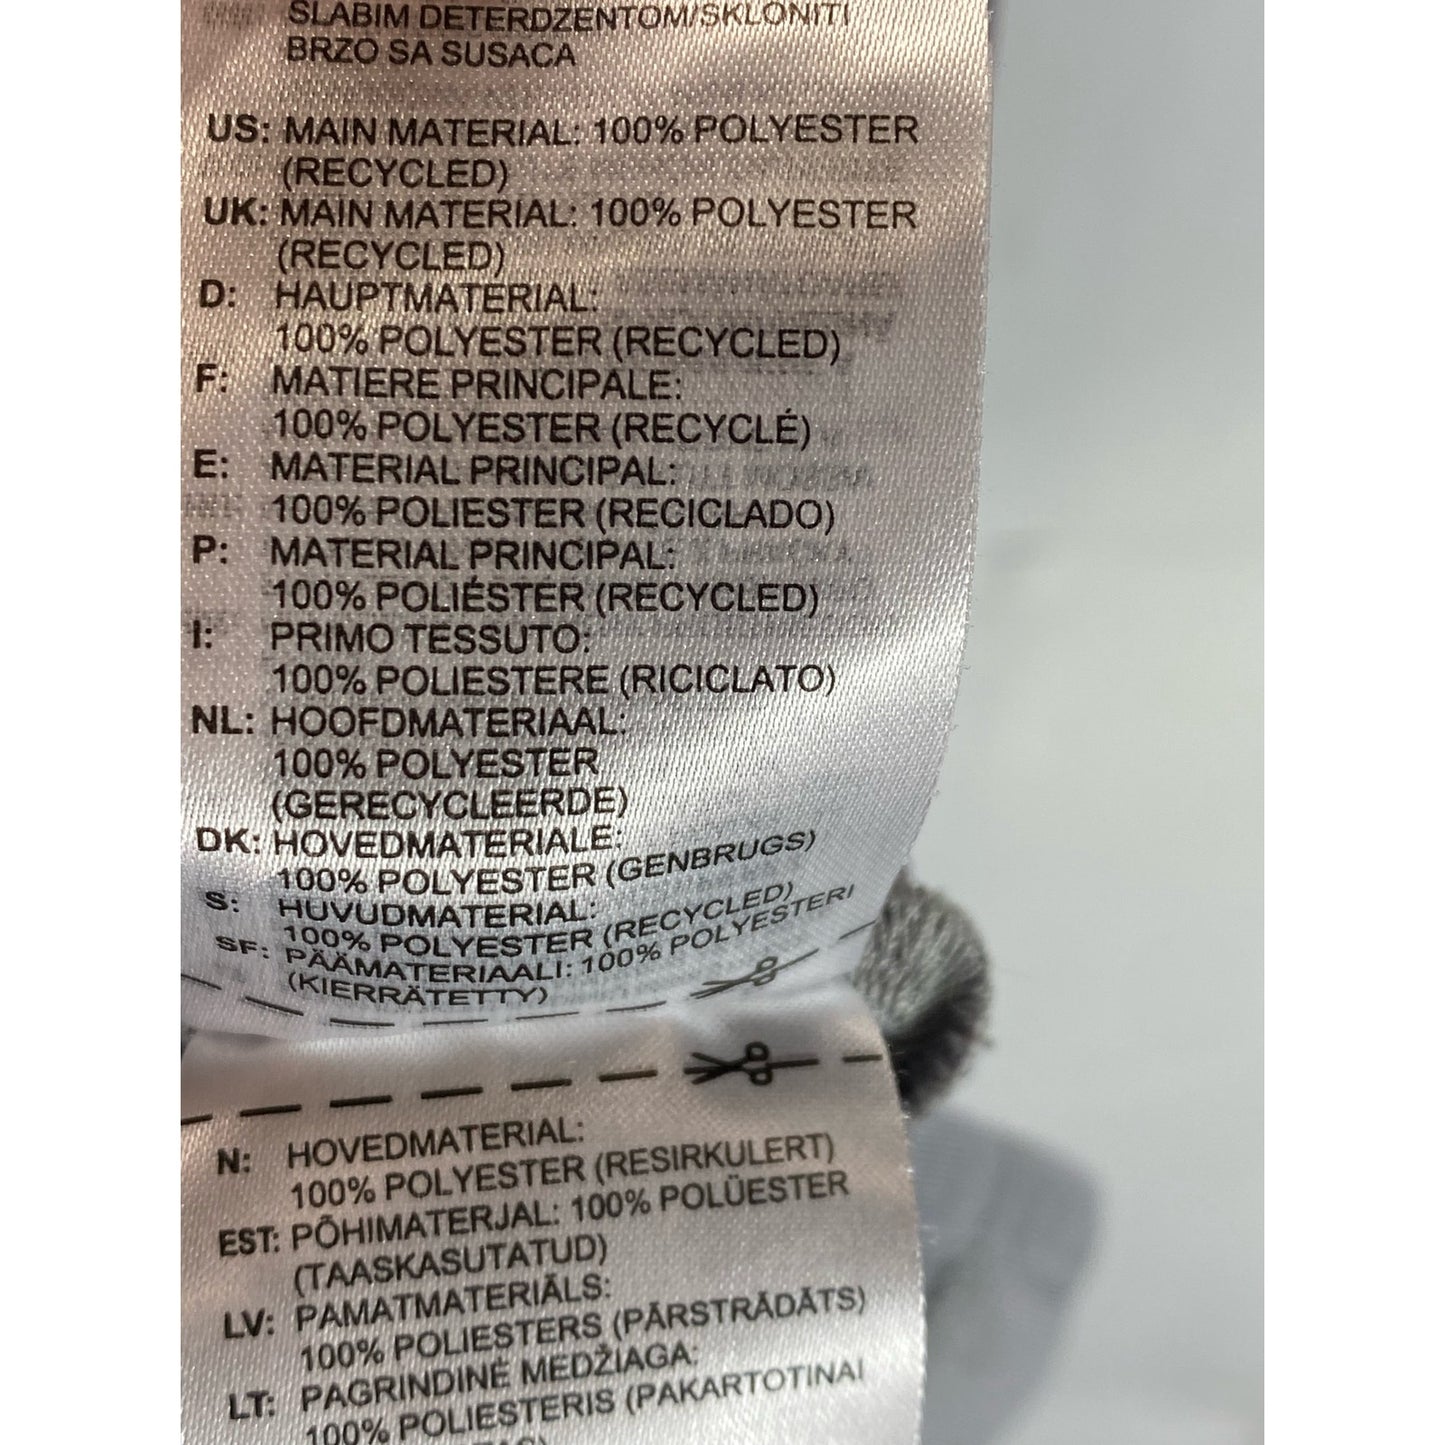 SLABIM DETERDZENTOM/SKLONITI
BRZO SA SUSACA
US: MAIN MATERIAL: 100% POLYESTER
(RECYCLED)
UK: MAIN MATERIAL: 100% POLYESTER
(RECYCLED)
D: HAUPTMATERIAL:
100% POLYESTER (RECYCLED)
F: MATIERE PRINCIPALE:
100% POLYESTER (RECYCLÉ)
E: MATERIAL PRINCIPAL:
100% POLIESTER (RECICLADO)
P: MATERIAL PRINCIPAL:
100% POLIÉSTER (RECYCLED)
I: PRIMO TESSUTO:
100% POLIESTERE (RICICLATO)
NL: HOOFDMATERIAAL:
100% POLYESTER
(GERECYCLEERDE)
DK: HOVEDMATERIALE:
100% POLYESTER (GENBRUGS)
S: HUVUDMATERIAL:
100% POLYESTER (RECYCLED)
SF: PÄÄMATERIAALI: 100% POLYESTERI
(KIERRÄTETTY)
N: HOVEDMATERIAL:
100% POLYESTER (RESIRKULERT)
EST: PÕHIMATERJAL: 100% POLÜESTER
(TAASKASUTATUD)
LV: PAMATMATERIĀLS:
100% POLIESTERS (PĀRSTRĀDĀTS)
LT: PAGRINDINĖ MEDŽIAGA:
100% POLIESTERIS (PAKARTOTINAI